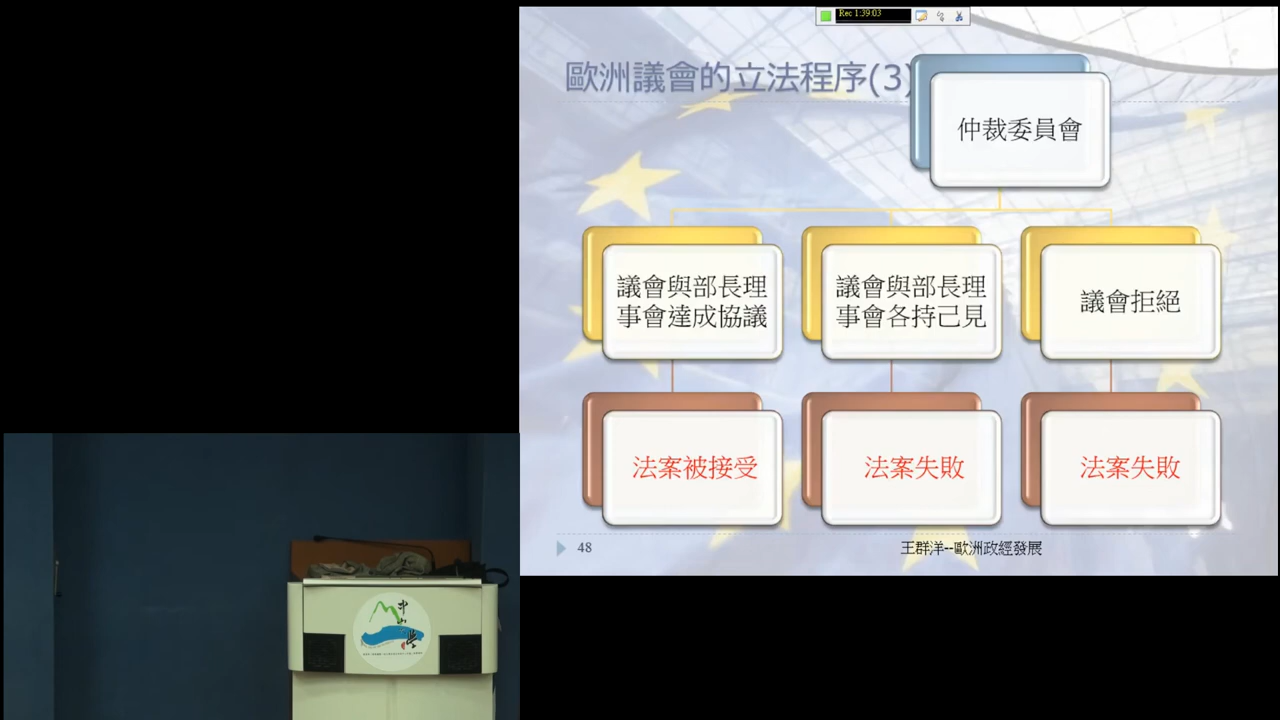 Rec 1:39:03
歐洲議會的立法程序(3)
仲裁委員會
議會與部長理
事會達成協議
議會與部長理
事會各持己見
議會拒絕
法案被接受
法案失敗
法案失敗
48
王群洋--歐洲政經發展
中山學